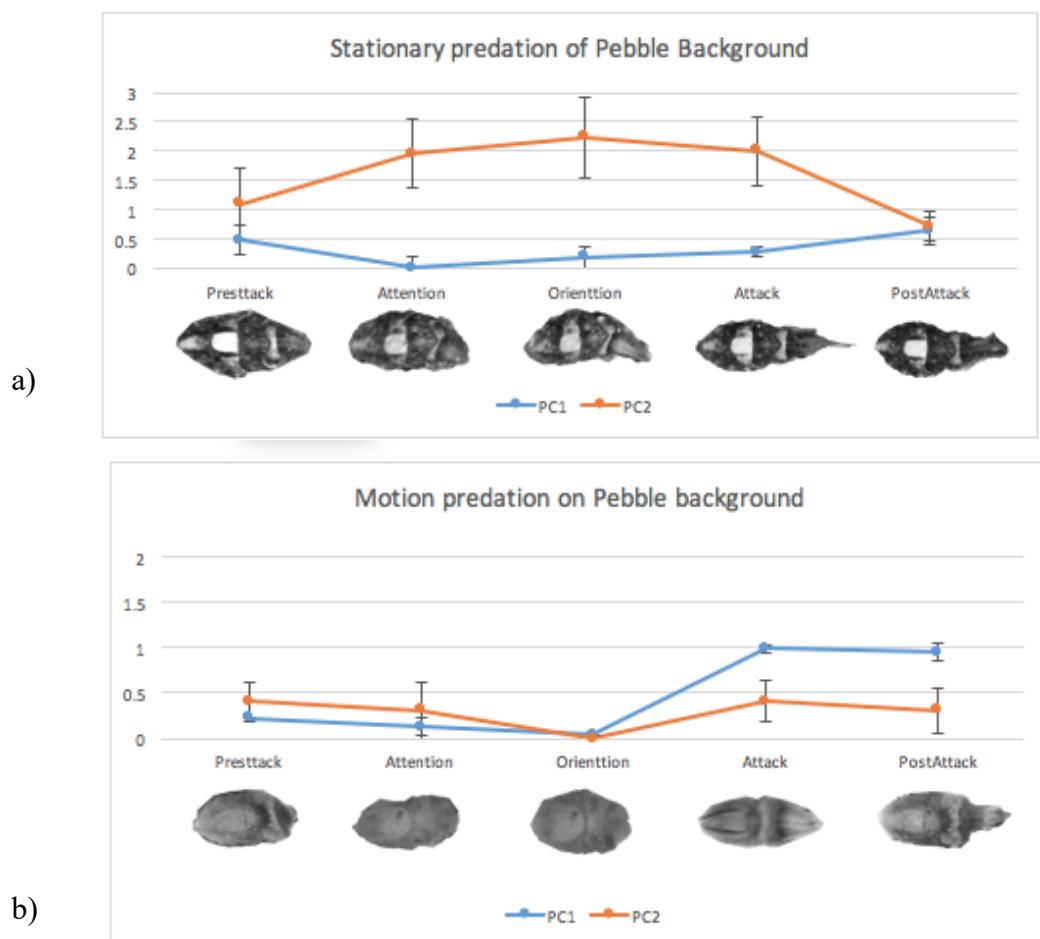 Stationary predation of Pebble Background
3
2.5
2
1.5
1
0.5
0
Presttack Attention Orienttion Attack PostAttack
PC1 PC2
a)
Motion predation on Pebble background
2
1.5
1
0.5
0
Presttack Attention Orienttion Attack PostAttack
PC1 PC2
b)